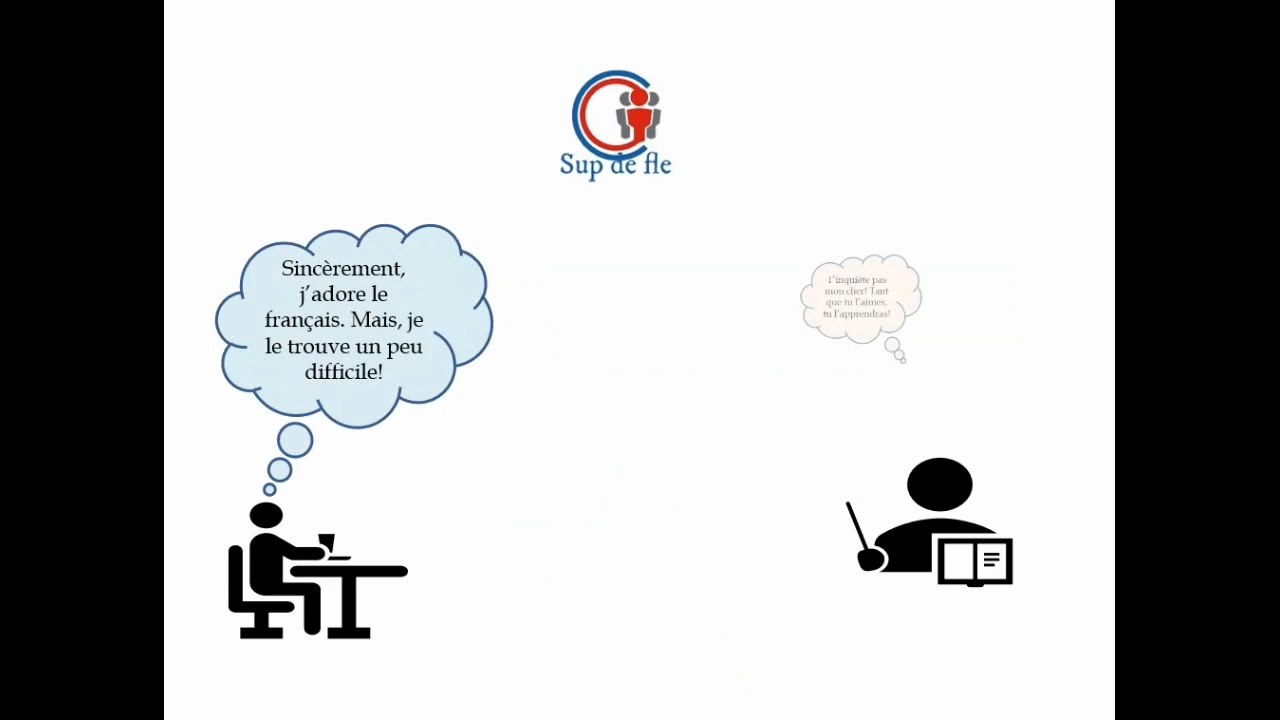 Sup de fle
Sincèrement,
j’adore le
français. Mais, je
le trouve un peu
difficile!
T’inquiète pas
mon cher! Tant
que tu l’aimes,
tu l’apprendras!